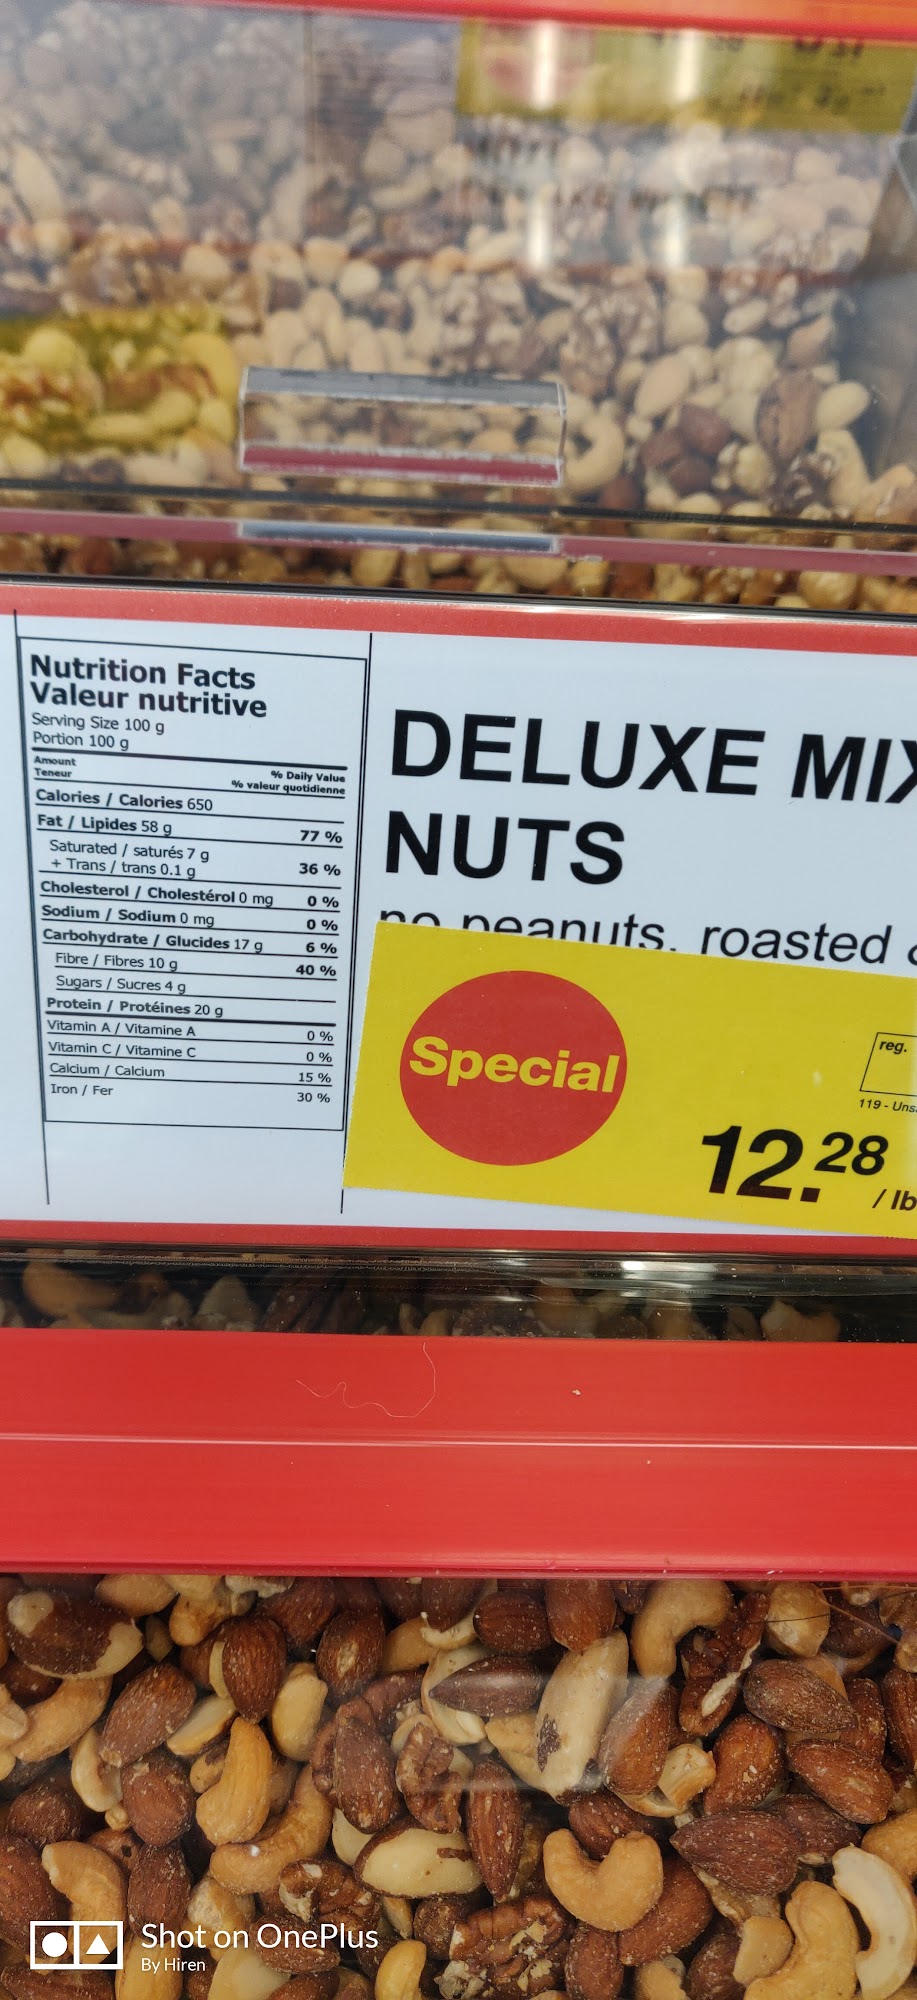 Nutrition Facts
Valeur nutritive
Serving Size 100 g
Portion 100 g
Amount
Teneur
% Daily Value
% valeur quotidienne
Calories / Calories 650
Fat / Lipides 58 g 77 %
Saturated / saturés 7 g
+ Trans / trans 0.1 g 36 %
Cholesterol / Cholestérol 0 mg 0 %
Sodium / Sodium 0 mg 0 %
Carbohydrate / Glucides 17 g 6 %
Fibre / Fibres 10 g 40 %
Sugars / Sucres 4 g
Protein / Protéines 20 g
Vitamin A / Vitamine A 0 %
Vitamin C / Vitamine C 0 %
Calcium / Calcium 15 %
Iron / Fer 30 %
DELUXE MIX
NUTS
no peanuts, roasted
Special
reg.
119 - Uns
12.28
/ lb
Shot on OnePlus
By Hiren